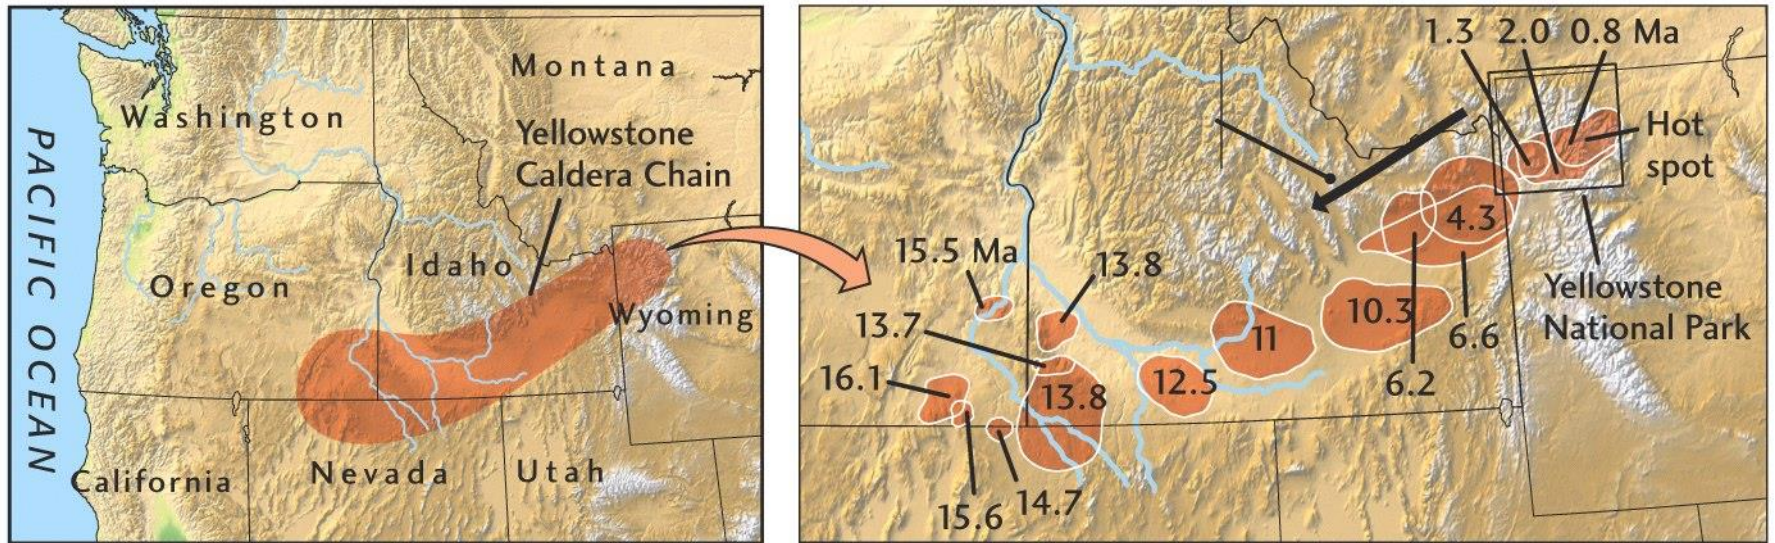 PACIFIC OCEAN
Washington
Montana
Yellowstone
Caldera Chain
Oregon
Idaho
Wyoming
California
Nevada
Utah
1.3 2.0 0.8 Ma
Hot
spot
4.3
15.5 Ma
13.8
Yellowstone
National Park
13.7
11
10.3
6.6
16.1
13.8
12.5
6.2
15.6
14.7